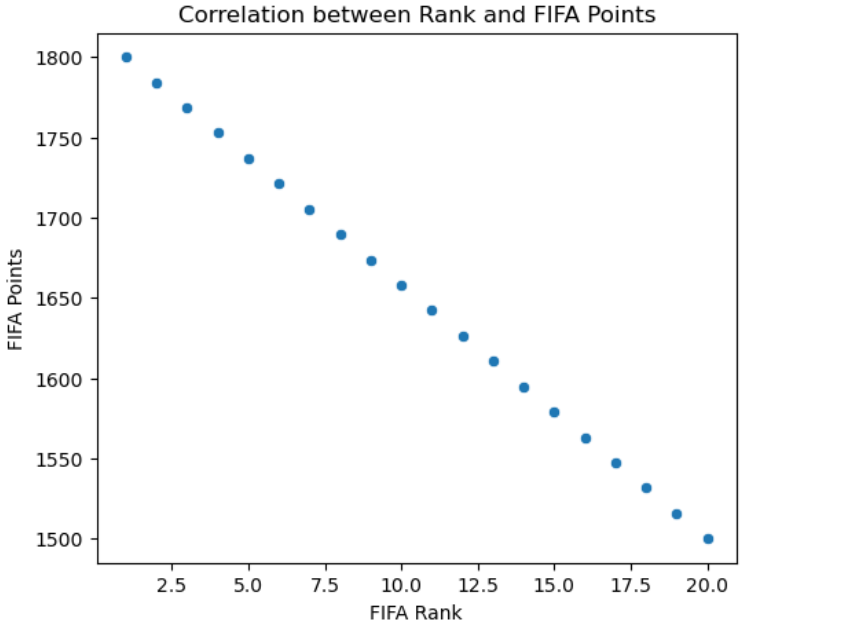 Correlation between Rank and FIFA Points
1800
1750
1700
1650
1600
1550
1500
FIFA Points
2.5 5.0 7.5 10.0 12.5 15.0 17.5 20.0
FIFA Rank